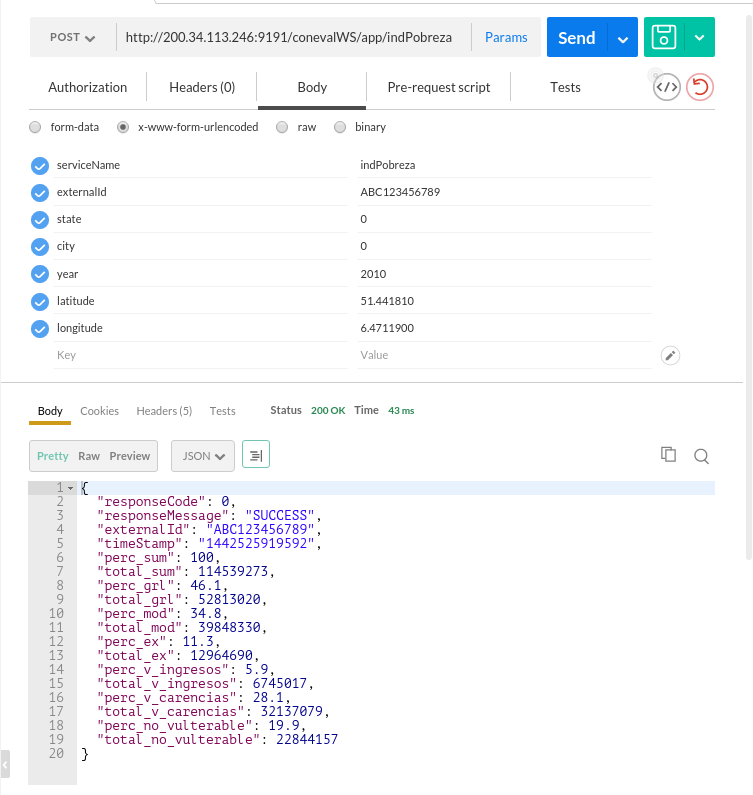 POST http://200.34.113.246:9191/conevalWS/app/indPobreza Params Send
Authorization Headers (0) Body Pre-request script Tests
form-data x-www-form-urlencoded raw binary
serviceName indPobreza
externalId ABC123456789
state 0
city 0
year 2010
latitude 51.441810
longitude 6.4711900
Key Value
Body Cookies Headers (5) Tests Status 200 OK Time 43 ms
Pretty Raw Preview JSON
1 {
2 "responseCode": 0,
3 "responseMessage": "SUCCESS",
4 "externalId": "ABC123456789",
5 "timeStamp": "1442525919592",
6 "perc_sum": 100,
7 "total_sum": 114539273,
8 "perc_grl": 46.1,
9 "total_grl": 52813020,
10 "perc_mod": 34.8,
11 "total_mod": 39848330,
12 "perc_ex": 11.3,
13 "total_ex": 12964690,
14 "perc_v_ingresos": 5.9,
15 "total_v_ingresos": 6745017,
16 "perc_v_carencias": 28.1,
17 "total_v_carencias": 32137079,
18 "perc_no_vulterable": 19.9,
19 "total_no_vulterable": 22844157
20 }